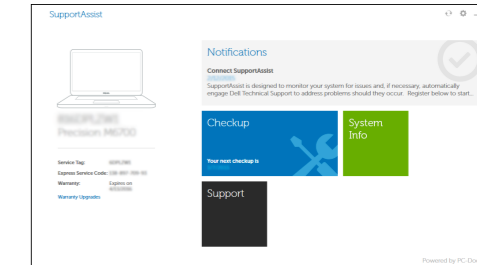 SupportAssist
Notifications
Connect SupportAssist
SupportAssist is designed to monitor your system for issues and, if necessary, automatically
engage Dell Technical Support to address problems should they occur. Register below to start...
Precision M6700
Checkup
System
Info
Your next checkup is
Service Tag:
Express Service Code:
Warranty: Expires on
Warranty Upgrades
Support
Powered by PC-Doc